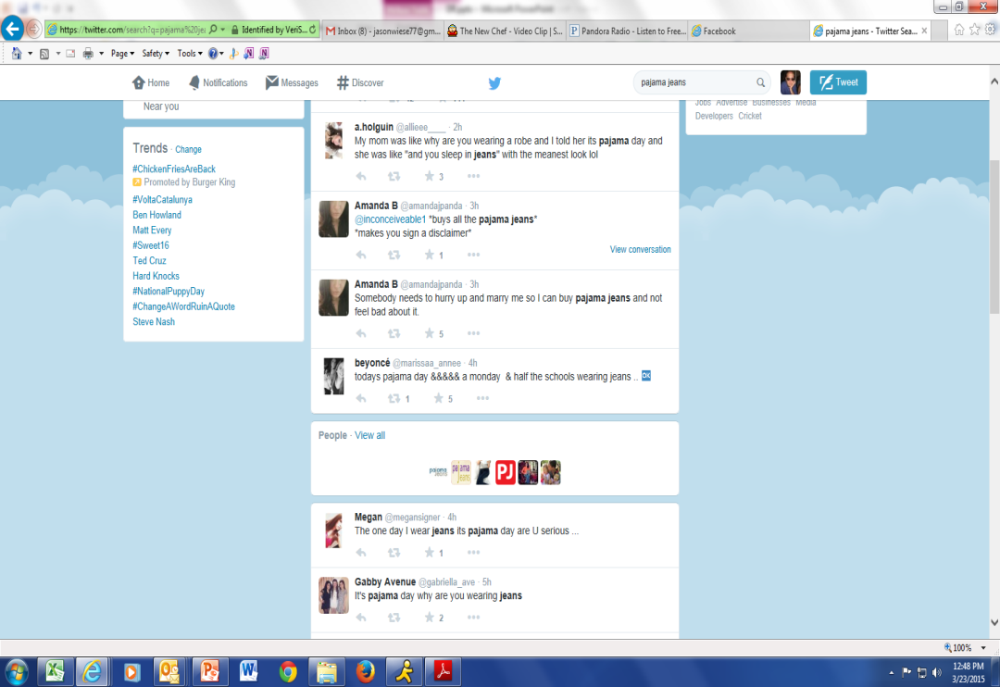 https://twitter.com/search?q=pajama%20je
Identified by VeriS...
Inbox (8) - jasonwiese77@gm...
The New Chef - Video Clip | S...
Pandora Radio - Listen to Free...
Facebook
pajama jeans - Twitter Sea...
Page
Safety
Tools
Home
Notifications
Messages
Discover
pajama jeans
Tweet
Near you
Jobs Advertise Businesses Media
Developers Cricket
Trends · Change
#ChickenFriesAreBack
Promoted by Burger King
#VoltaCatalunya
Ben Howland
Matt Every
#Sweet16
Ted Cruz
Hard Knocks
#NationalPuppyDay
#ChangeAWordRuinAQuote
Steve Nash
a.holguin @allieee____ · 2h
My mom was like why are you wearing a robe and I told her its pajama day and
she was like "and you sleep in jeans" with the meanest look lol
3
Amanda B @amandajpanda · 3h
@inconceiveable1 *buys all the pajama jeans*
*makes you sign a disclaimer*
1
View conversation
Amanda B @amandajpanda · 3h
Somebody needs to hurry up and marry me so I can buy pajama jeans and not
feel bad about it.
5
beyoncé @marissaa_annee · 4h
todays pajama day &&&&& a monday & half the schools wearing jeans .. 🆗
1 5
People · View all
pajama
pajama
jeans
PJ
Megan @megansigner · 4h
The one day I wear jeans its pajama day are U serious ...
1
Gabby Avenue @gabriella_ave · 5h
It's pajama day why are you wearing jeans
2
100%
12:48 PM
3/23/2015